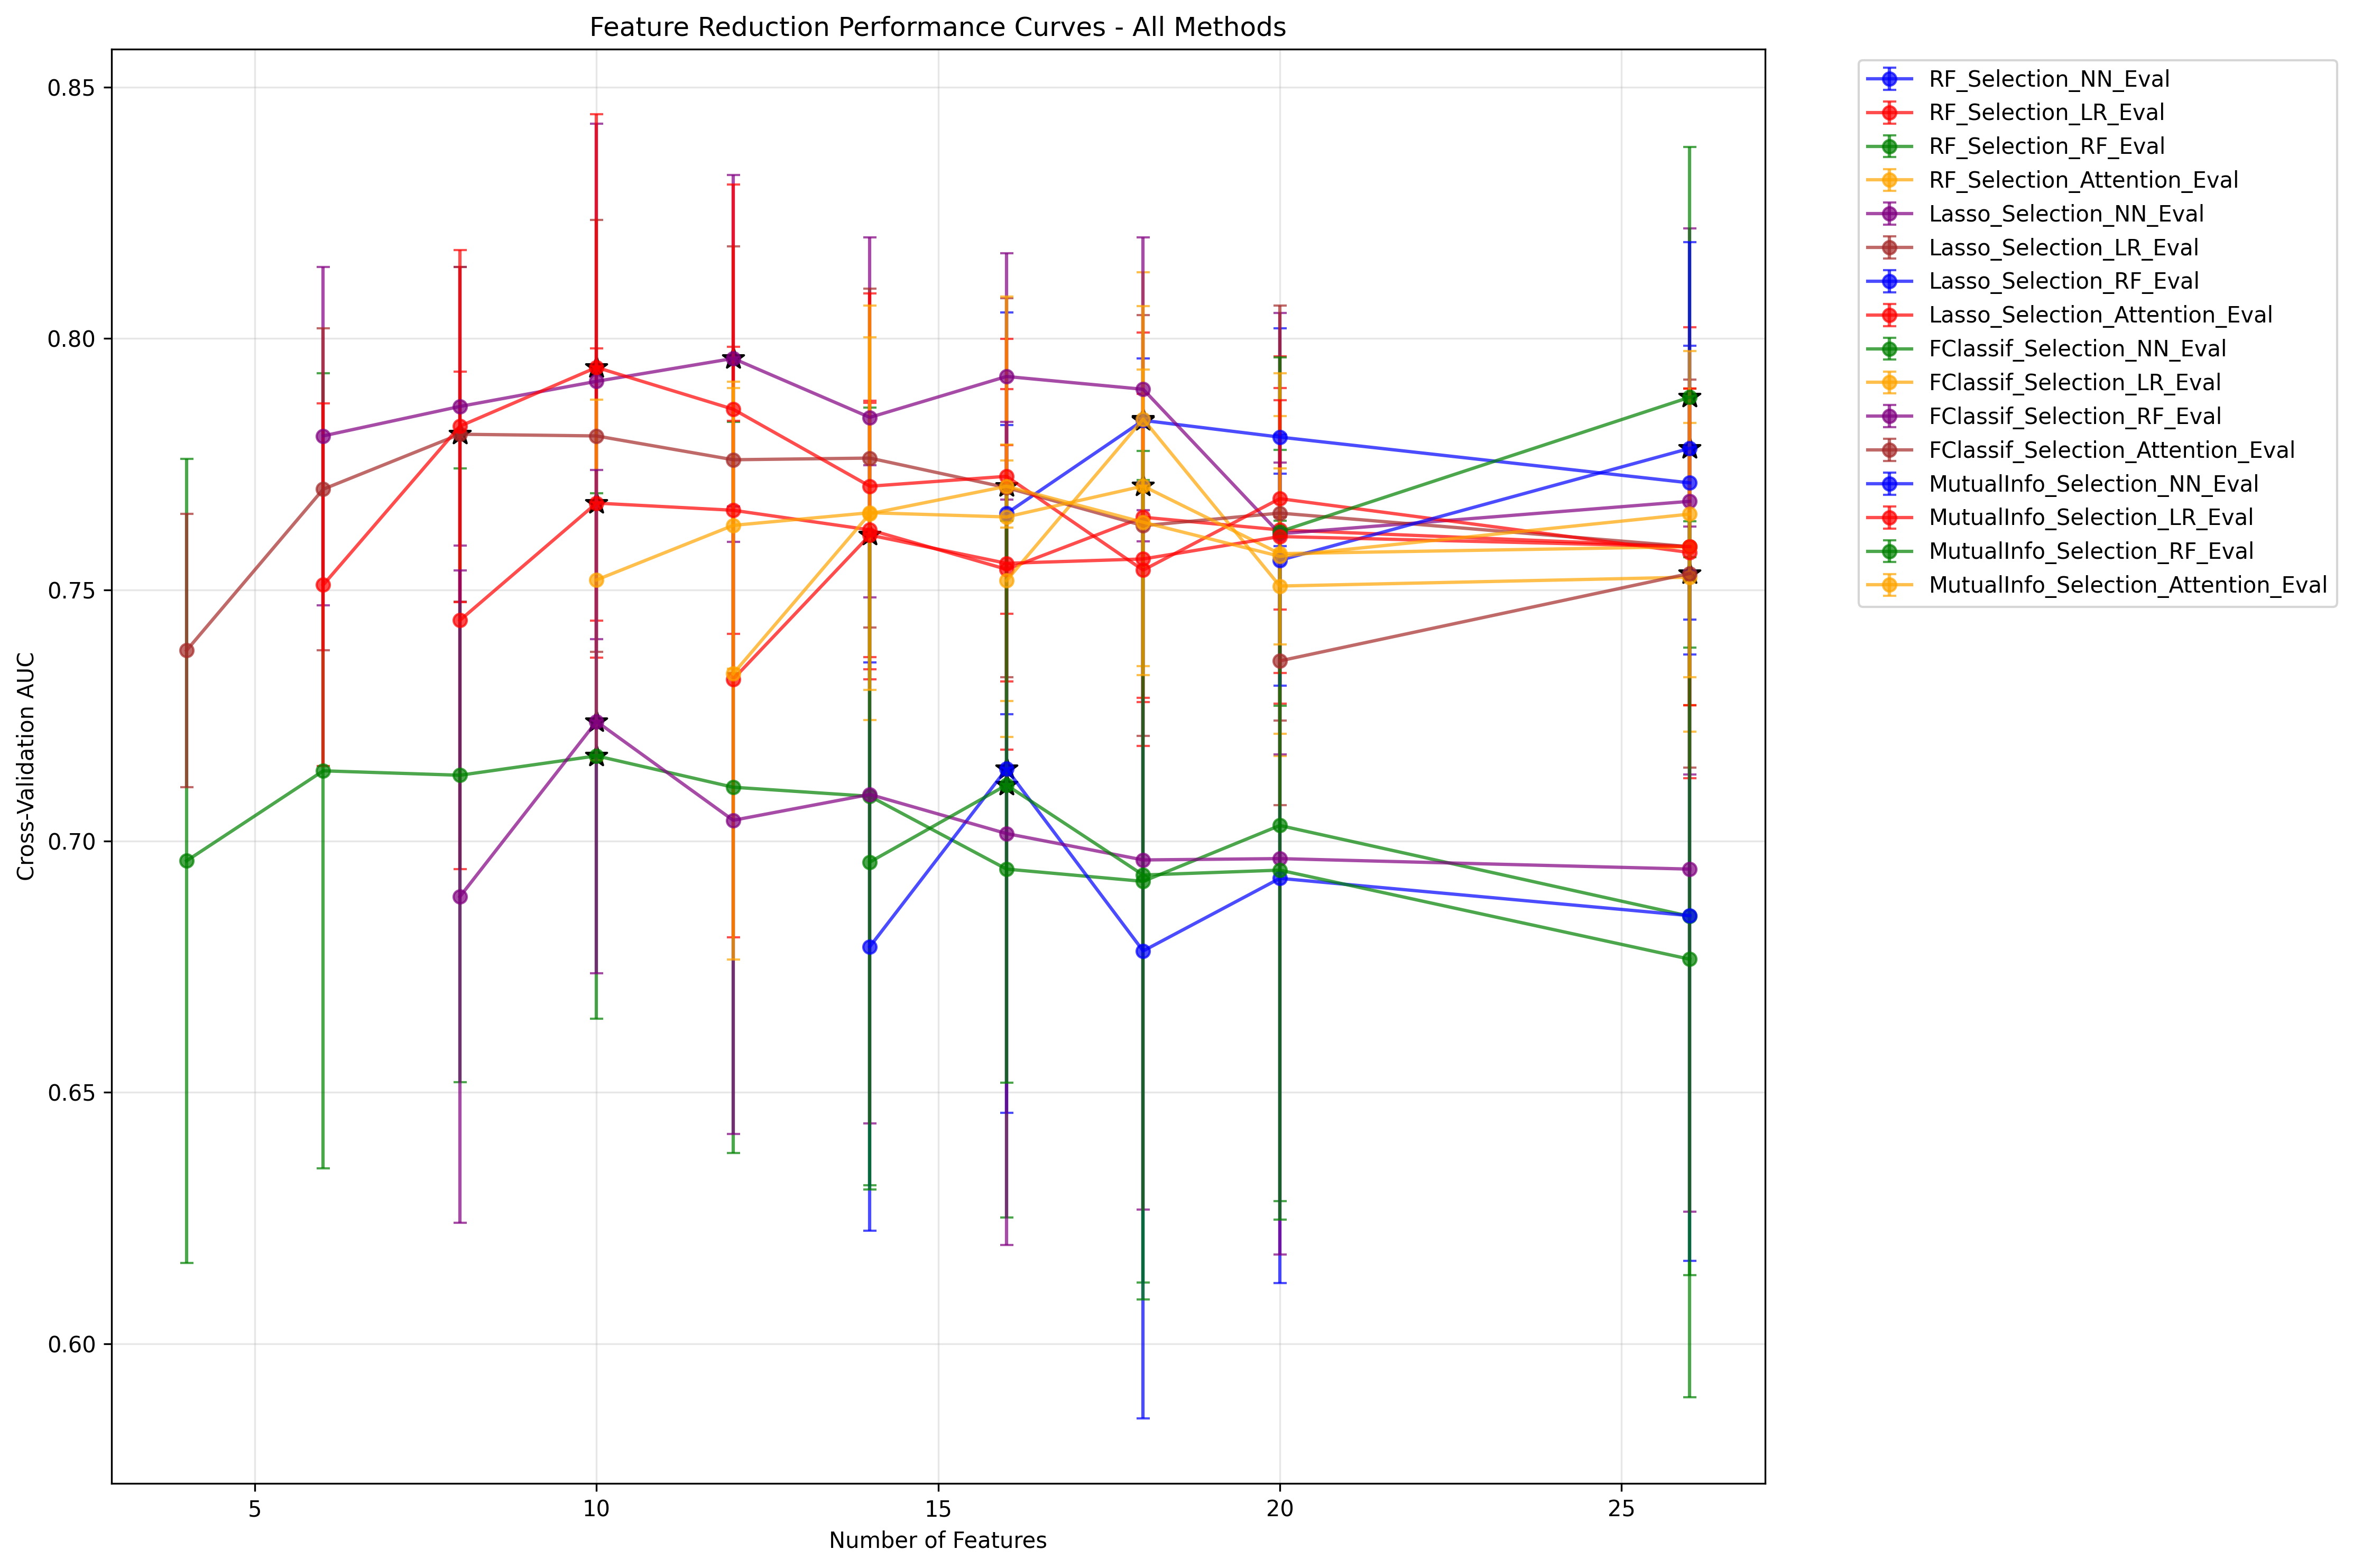 Feature Reduction Performance Curves - All Methods
Cross-Validation AUC
0.85
0.80
0.75
0.70
0.65
0.60
5
10
15
20
25
Number of Features
RF_Selection_NN_Eval
RF_Selection_LR_Eval
RF_Selection_RF_Eval
RF_Selection_Attention_Eval
Lasso_Selection_NN_Eval
Lasso_Selection_LR_Eval
Lasso_Selection_RF_Eval
Lasso_Selection_Attention_Eval
FClassif_Selection_NN_Eval
FClassif_Selection_LR_Eval
FClassif_Selection_RF_Eval
FClassif_Selection_Attention_Eval
MutualInfo_Selection_NN_Eval
MutualInfo_Selection_LR_Eval
MutualInfo_Selection_RF_Eval
MutualInfo_Selection_Attention_Eval